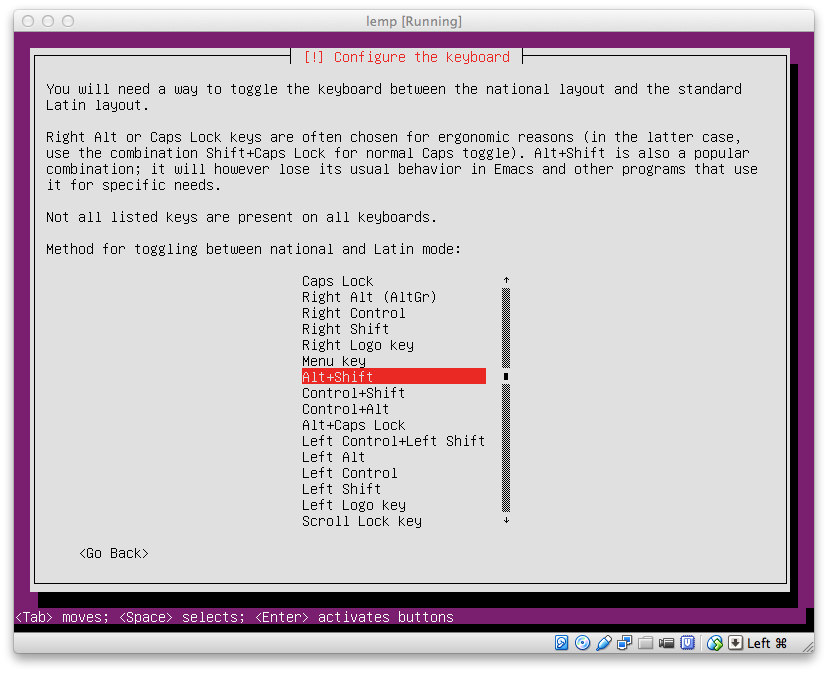 lemp [Running]
[!] Configure the keyboard
You will need a way to toggle the keyboard between the national layout and the standard
Latin layout.
Right Alt or Caps Lock keys are often chosen for ergonomic reasons (in the latter case,
use the combination Shift+Caps Lock for normal Caps toggle). Alt+Shift is also a popular
combination; it will however lose its usual behavior in Emacs and other programs that use
it for specific needs.
Not all listed keys are present on all keyboards.
Method for toggling between national and Latin mode:
Caps Lock
Right Alt (AltGr)
Right Control
Right Shift
Right Logo key
Menu key
Alt+Shift
Control+Shift
Control+Alt
Alt+Caps Lock
Left Control+Left Shift
Left Alt
Left Control
Left Shift
Left Logo key
Scroll Lock key
<Go Back>
<Tab> moves; <Space> selects; <Enter> activates buttons
Left ⌘